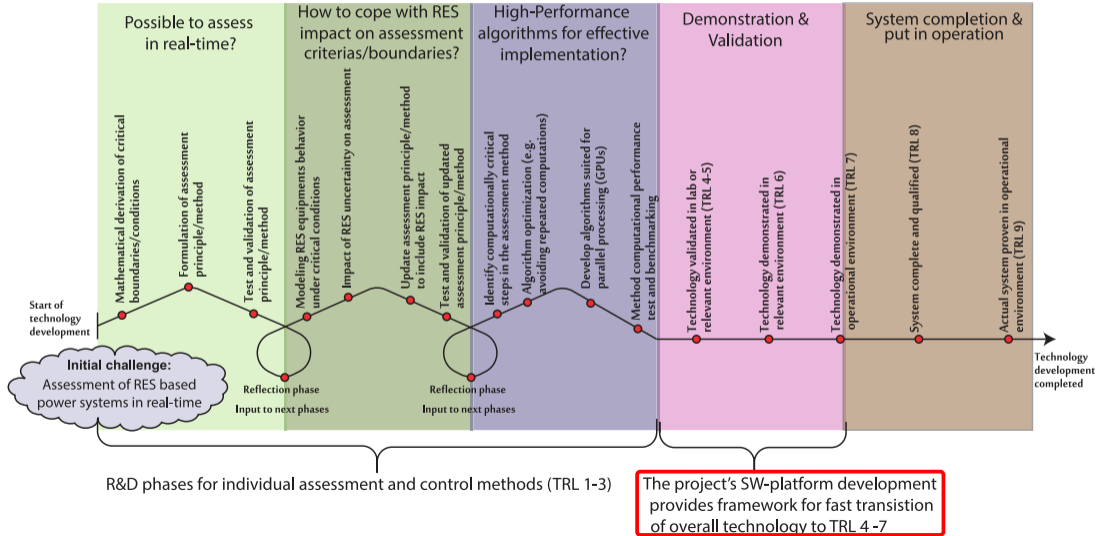 Possible to assess
in real-time?
How to cope with RES
impact on assessment
criterias/boundaries?
High-Performance
algorithms for effective
implementation?
Demonstration &
Validation
System completion &
put in operation
Start of
technology
development
Mathematical derivation of critical
boundaries/conditions
Formulation of assessment
principle/method
Test and validation of assessment
principle/method
Modeling RES equipments behavior
under critical conditions
Impact of RES uncertainty on assessment
Update assessment principle/method
to include RES impact
Test and validation of updated
assessment principle/method
Identify computationally critical
steps in the assessment method
Algorithm optimization (e.g.
avoiding repeated computations)
Develop algorithms suited for
parallel processing (GPUs)
Method computational performance
test and benchmarking
Technology validated in lab or
relevant environment (TRL 4-5)
Technology demonstrated in
relevant environment (TRL 6)
Technology demonstrated in
operational environment (TRL 7)
System complete and qualified (TRL 8)
Actual system proven in operational
environment (TRL 9)
Technology
development
completed
Initial challenge:
Assessment of RES based
power systems in real-time
Reflection phase
Input to next phases
Reflection phase
Input to next phases
R&D phases for individual assessment and control methods (TRL 1-3)
The project's SW-platform development
provides framework for fast transistion
of overall technology to TRL 4 -7